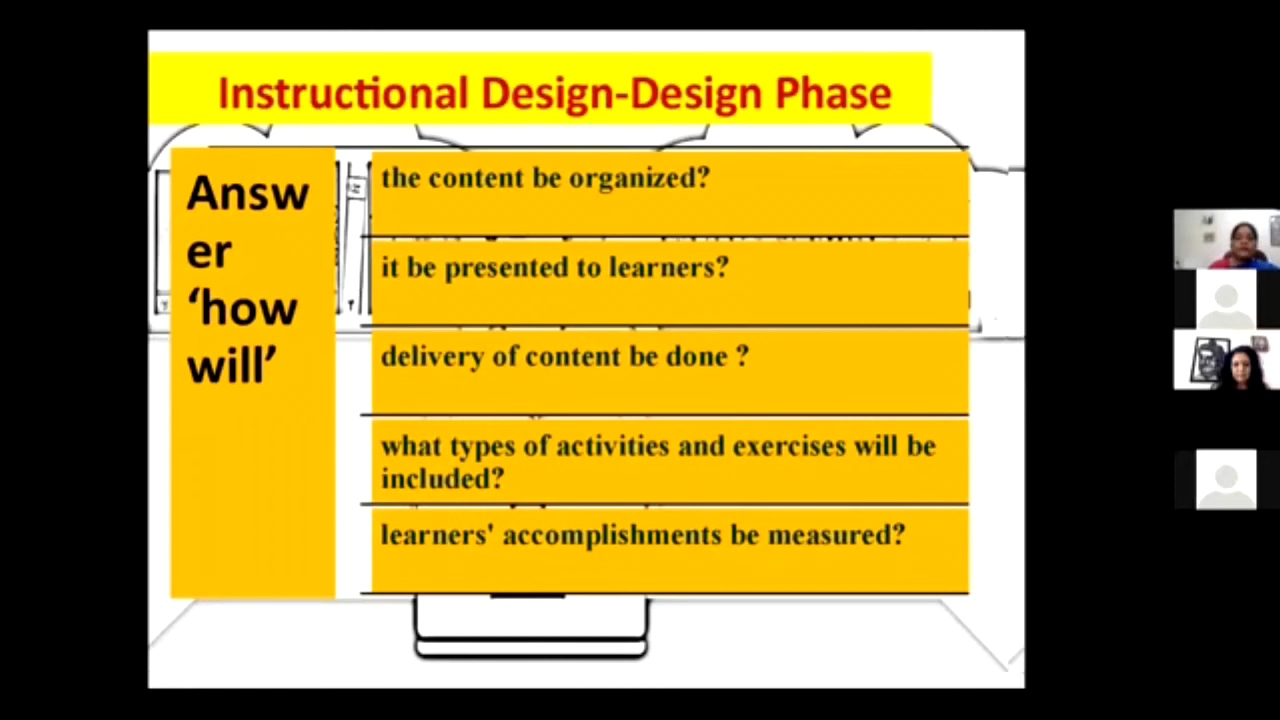 Instructional Design-Design Phase
Answ
er
‘how
will’
the content be organized?
it be presented to learners?
delivery of content be done ?
what types of activities and exercises will be
included?
learners' accomplishments be measured?